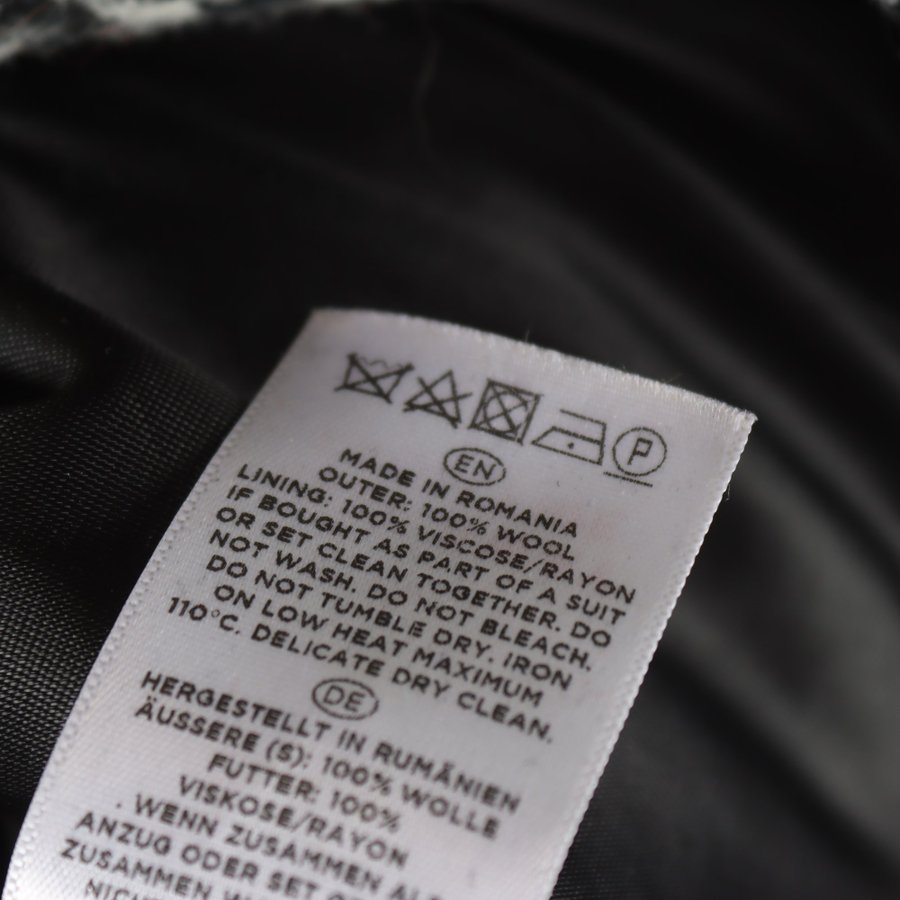 P
EN
MADE IN ROMANIA
OUTER: 100% WOOL
LINING: 100% VISCOSE/RAYON
IF BOUGHT AS PART OF A SUIT
OR SET CLEAN TOGETHER. DO
NOT WASH. DO NOT BLEACH.
DO NOT TUMBLE DRY. IRON
ON LOW HEAT MAXIMUM
110°C. DELICATE DRY CLEAN.
DE
HERGESTELLT IN RUMÄNIEN
ÄUSSERE (S): 100% WOLLE
FUTTER: 100%
VISKOSE/RAYON
. WENN ZUSAMMEN ALS
ANZUG ODER SET
ZUSAMMEN